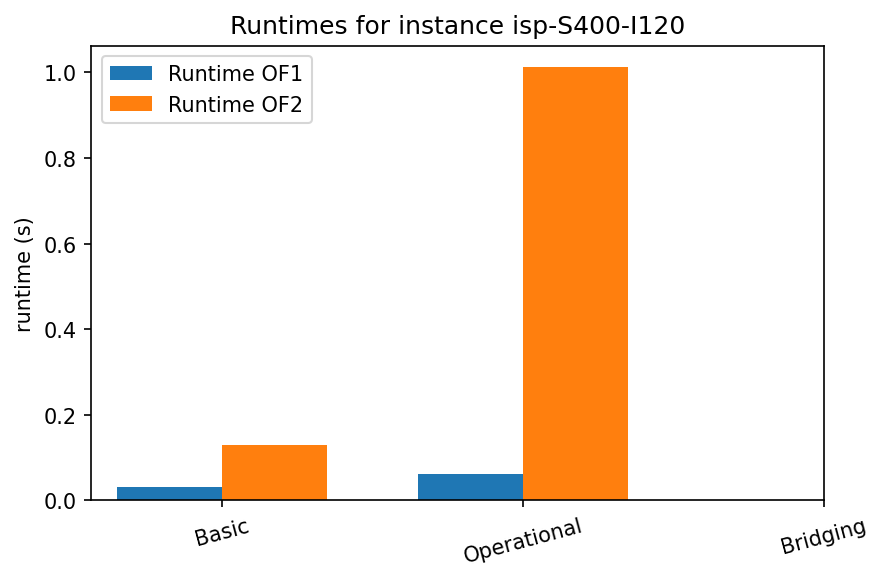 Runtimes for instance isp-S400-I120
Runtime OF1
Runtime OF2
runtime (s)
1.0
0.8
0.6
0.4
0.2
0.0
Basic
Operational
Bridging